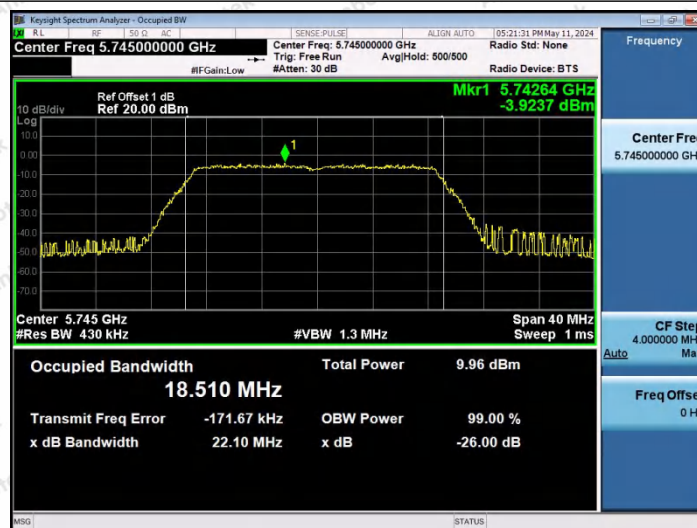 Keysight Spectrum Analyzer - Occupied BW
RL RF 50 Ω AC SENSE:PULSE ALIGN AUTO 05:21:31 PM May 11, 2024
Center Freq 5.745000000 GHz Center Freq: 5.745000000 GHz Radio Std: None Frequency
Trig: Free Run Avg|Hold: 500/500
#IFGain:Low #Atten: 30 dB Radio Device: BTS
Ref Offset 1 dB Mkr1 5.74264 GHz
10 dB/div Ref 20.00 dBm -3.9237 dBm
Log
10.0
1
0.00
-10.0
-20.0
-30.0
-40.0
-50.0
-60.0
-70.0
Center Fre
5.745000000 GH
Center 5.745 GHz Span 40 MHz
#Res BW 430 kHz #VBW 1.3 MHz Sweep 1 ms
CF Step
4.000000 MH
Auto Ma
Occupied Bandwidth Total Power 9.96 dBm
18.510 MHz
Transmit Freq Error -171.67 kHz OBW Power 99.00 %
x dB Bandwidth 22.10 MHz x dB -26.00 dB
Freq Offse
0 H
MSG STATUS